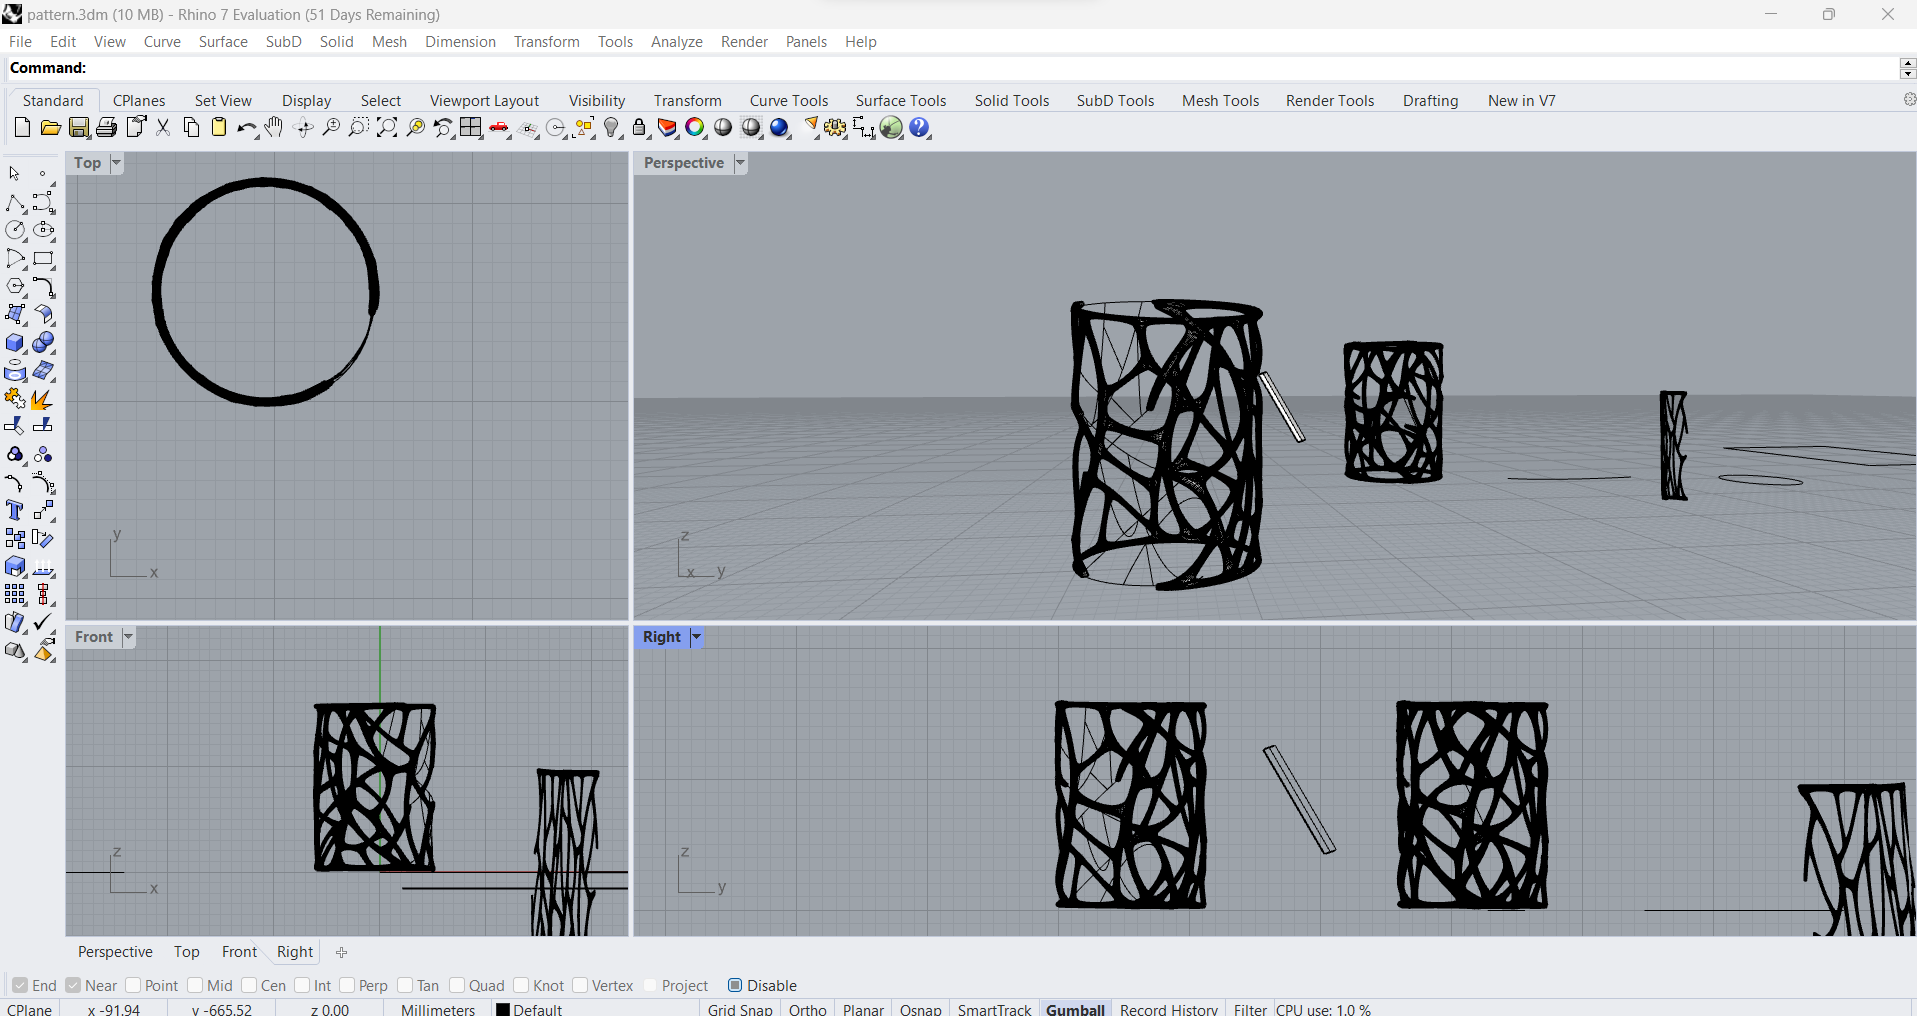 pattern.3dm (10 MB) - Rhino 7 Evaluation (51 Days Remaining)
File Edit View Curve Surface SubD Solid Mesh Dimension Transform Tools Analyze Render Panels Help
Command:
Standard CPlanes Set View Display Select Viewport Layout Visibility Transform Curve Tools Surface Tools Solid Tools SubD Tools Mesh Tools Render Tools Drafting New in V7
Top
Perspective
y
x
z
x y
Front
Right
z
x
z
y
Perspective Top Front Right
End Near Point Mid Cen Int Perp Tan Quad Knot Vertex Project Disable
CPlane x -91.94 y -665.52 z 0.00 Millimeters Default Grid Snap Ortho Planar Osnap SmartTrack Gumball Record History Filter CPU use: 1.0 %